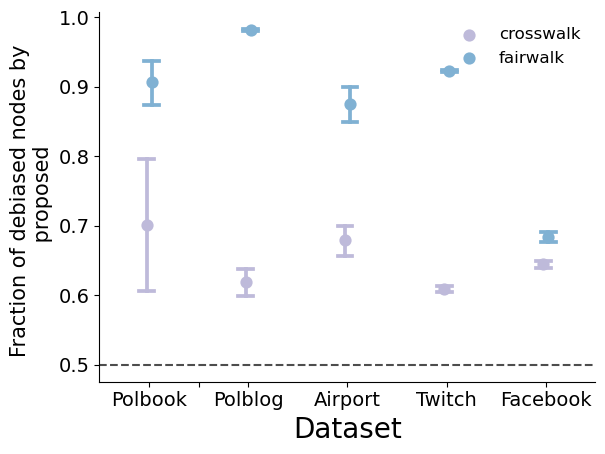 Fraction of debiased nodes by
proposed
1.0
0.9
0.8
0.7
0.6
0.5
crosswalk
fairwalk
Polbook Polblog Airport Twitch Facebook
Dataset